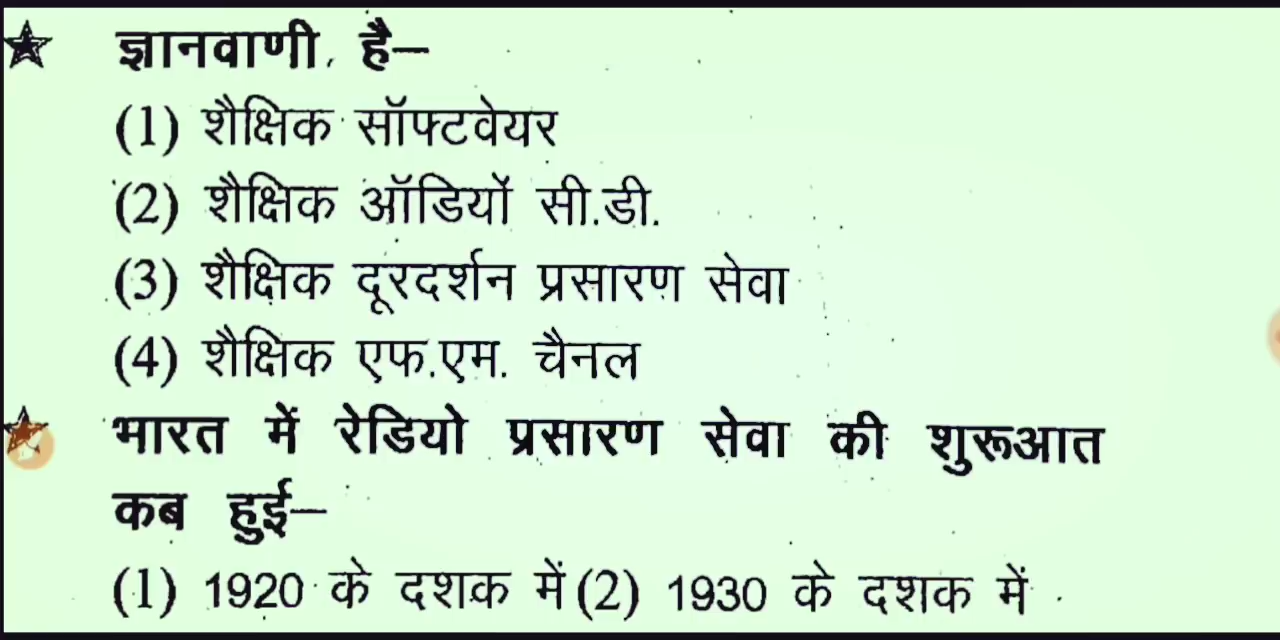 ★ ज्ञानवाणी है–
(1) शैक्षिक सॉफ्टवेयर
(2) शैक्षिक ऑडियॉ सी.डी.
(3) शैक्षिक दूरदर्शन प्रसारण सेवा
(4) शैक्षिक एफ.एम. चैनल
★ भारत में रेडियो प्रसारण सेवा की शुरूआत
कब हुई–
(1) 1920 के दशक में (2) 1930 के दशक में